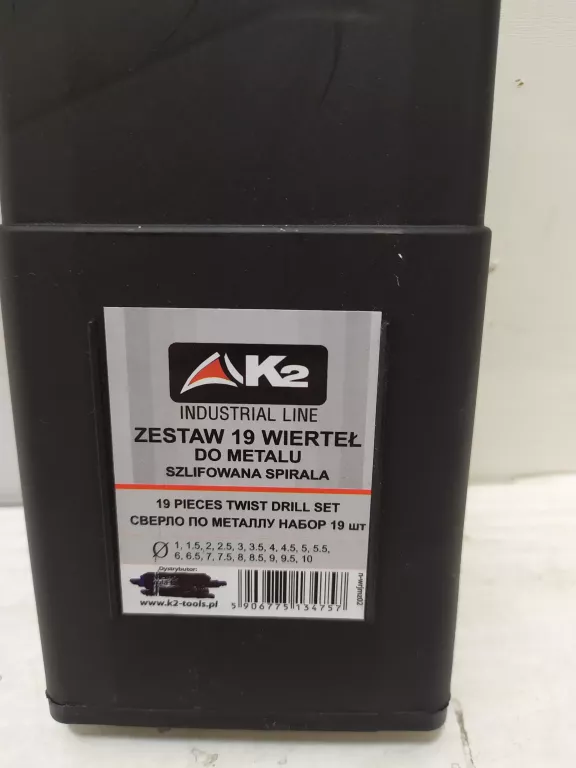 K2
INDUSTRIAL LINE
ZESTAW 19 WIERTEŁ
DO METALU
SZLIFOWANA SPIRALA
19 PIECES TWIST DRILL SET
СВЕРЛО ПО МЕТАЛЛУ НАБОР 19 шт
Ø 1, 1.5, 2, 2.5, 3, 3.5, 4, 4.5, 5, 5.5,
6, 6.5, 7, 7.5, 8, 8.5, 9, 9.5, 10
Dystrybutor:
www.k2-tools.pl
5 906775 134757